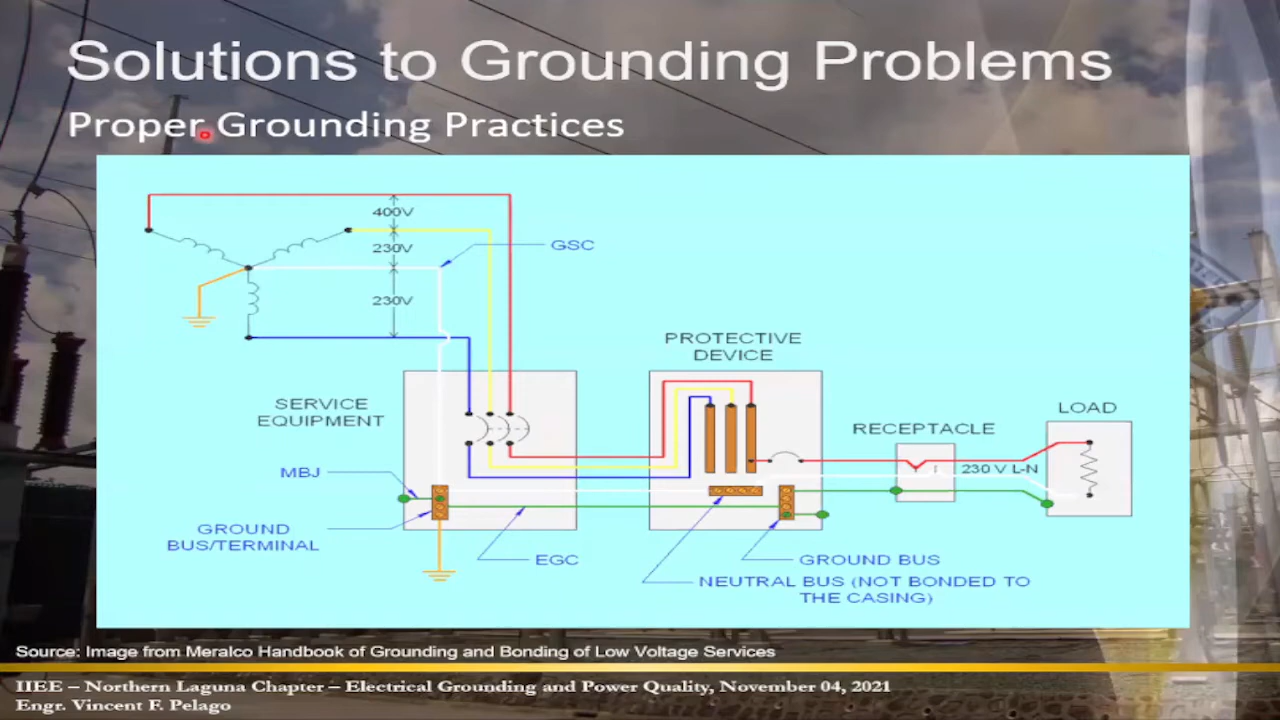 Solutions to Grounding Problems
Proper Grounding Practices
400V
230V
GSC
230V
PROTECTIVE
DEVICE
SERVICE
EQUIPMENT
LOAD
RECEPTACLE
MBJ
230 V L-N
GROUND
BUS/TERMINAL
EGC
GROUND BUS
NEUTRAL BUS (NOT BONDED TO
THE CASING)
Source: Image from Meralco Handbook of Grounding and Bonding of Low Voltage Services
IIEE – Northern Laguna Chapter – Electrical Grounding and Power Quality, November 04, 2021
Engr. Vincent F. Pelago